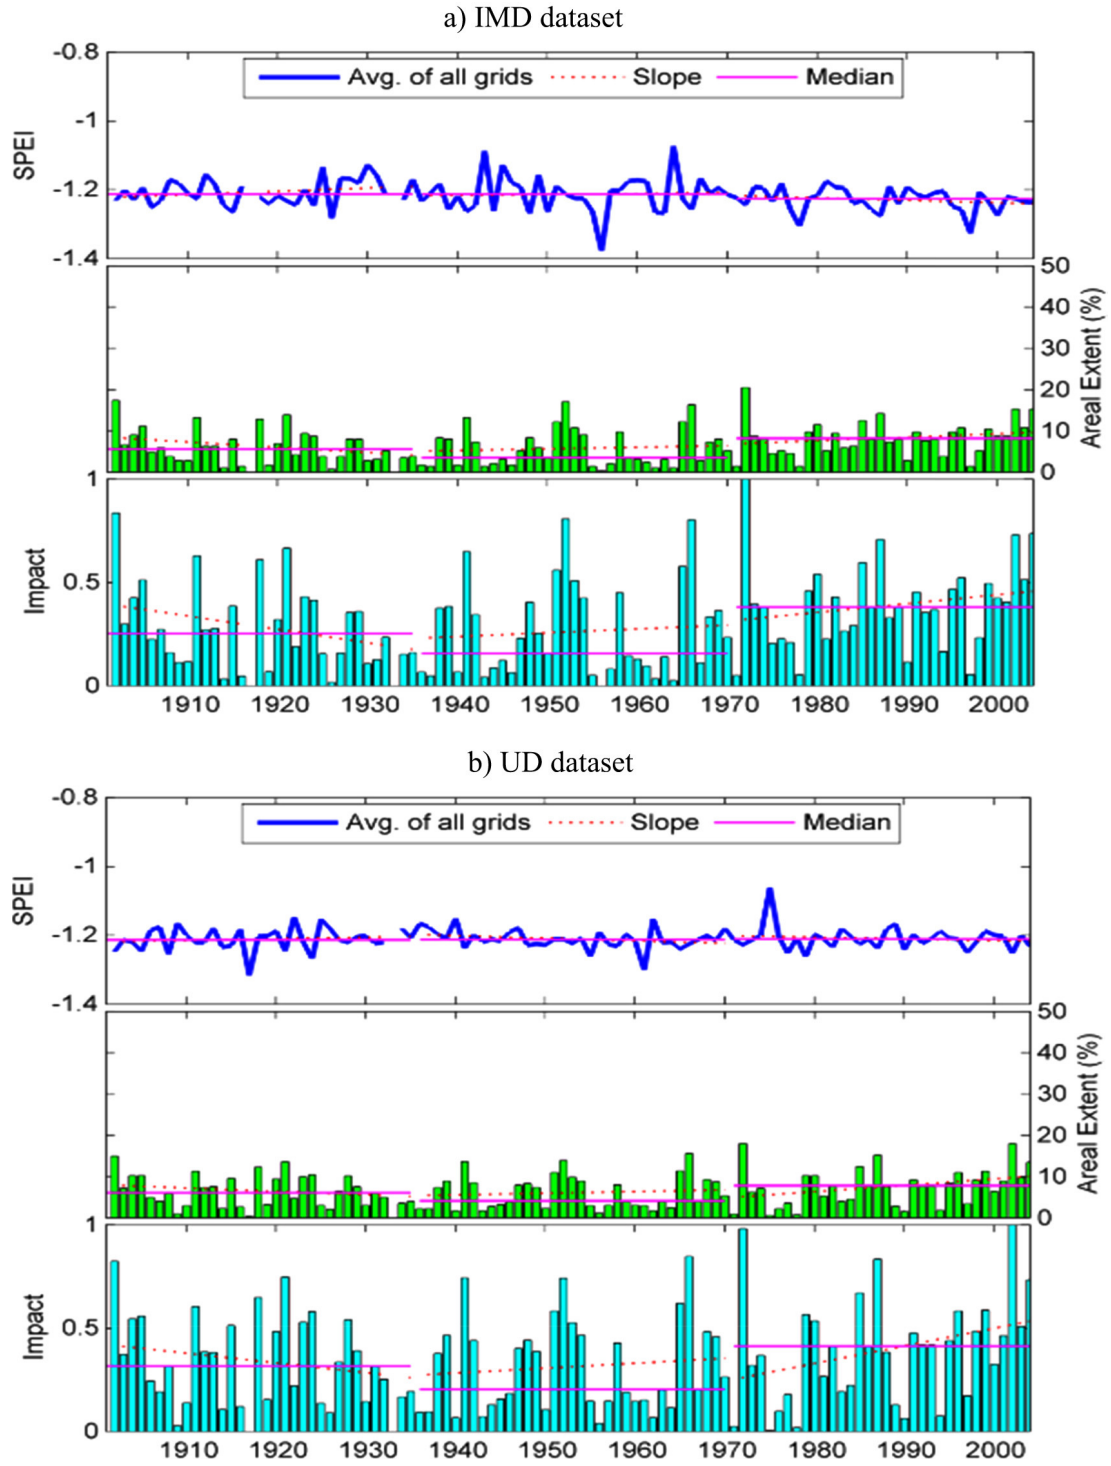 a) IMD dataset
-0.8
Avg. of all grids Slope Median
-1
SPEI
-1.2
-1.4
50
40
30
20
10
0
Areal Extent (%)
1
Impact
0.5
0
1910 1920 1930 1940 1950 1960 1970 1980 1990 2000
b) UD dataset
-0.8
Avg. of all grids Slope Median
-1
SPEI
-1.2
-1.4
50
40
30
20
10
0
Areal Extent (%)
1
Impact
0.5
0
1910 1920 1930 1940 1950 1960 1970 1980 1990 2000